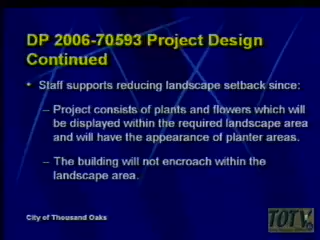 DP 2006-70593 Project Design
Continued
• Staff supports reducing landscape setback since:
– Project consists of plants and flowers which will
be displayed within the required landscape area
and will have the appearance of planter areas.
– The building will not encroach within the
landscape area.
City of Thousand Oaks
TOTV